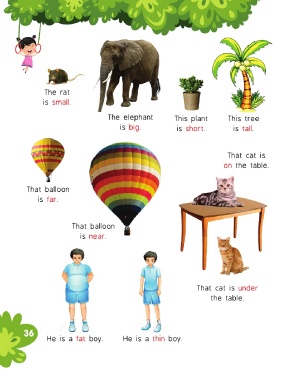 The rat
is small.
The elephant
is big.
This plant
is short.
This tree
is tall.
That balloon
is far.
That balloon
is near.
That cat is
on the table.
That cat is under
the table.
He is a fat boy.
He is a thin boy.
36